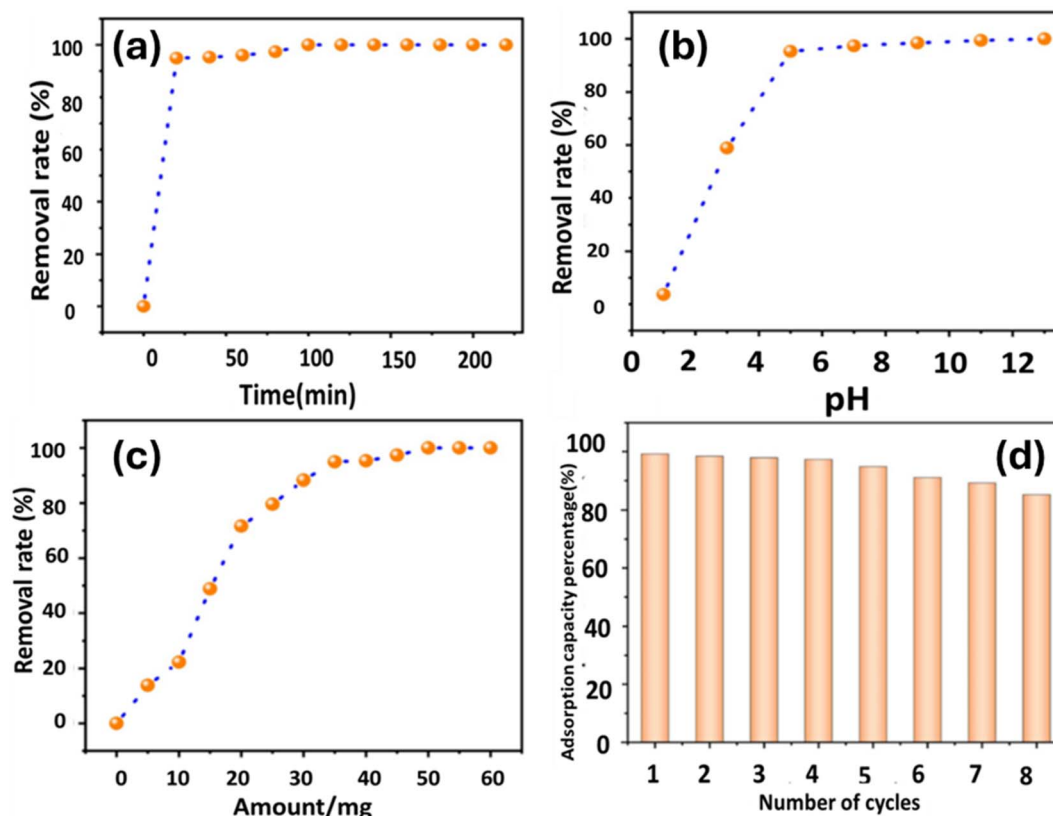 (a)
Removal rate (%)
100
80
60
40
20
0
0 50 100 150 200
Time(min)
(b)
Removal rate (%)
100
80
60
40
20
0
0 2 4 6 8 10 12
pH
(c)
Removal rate (%)
100
80
60
40
20
0
0 10 20 30 40 50 60
Amount/mg
(d)
Adsorption capacity percentage(%)
100
80
60
40
20
0
1 2 3 4 5 6 7 8
Number of cycles